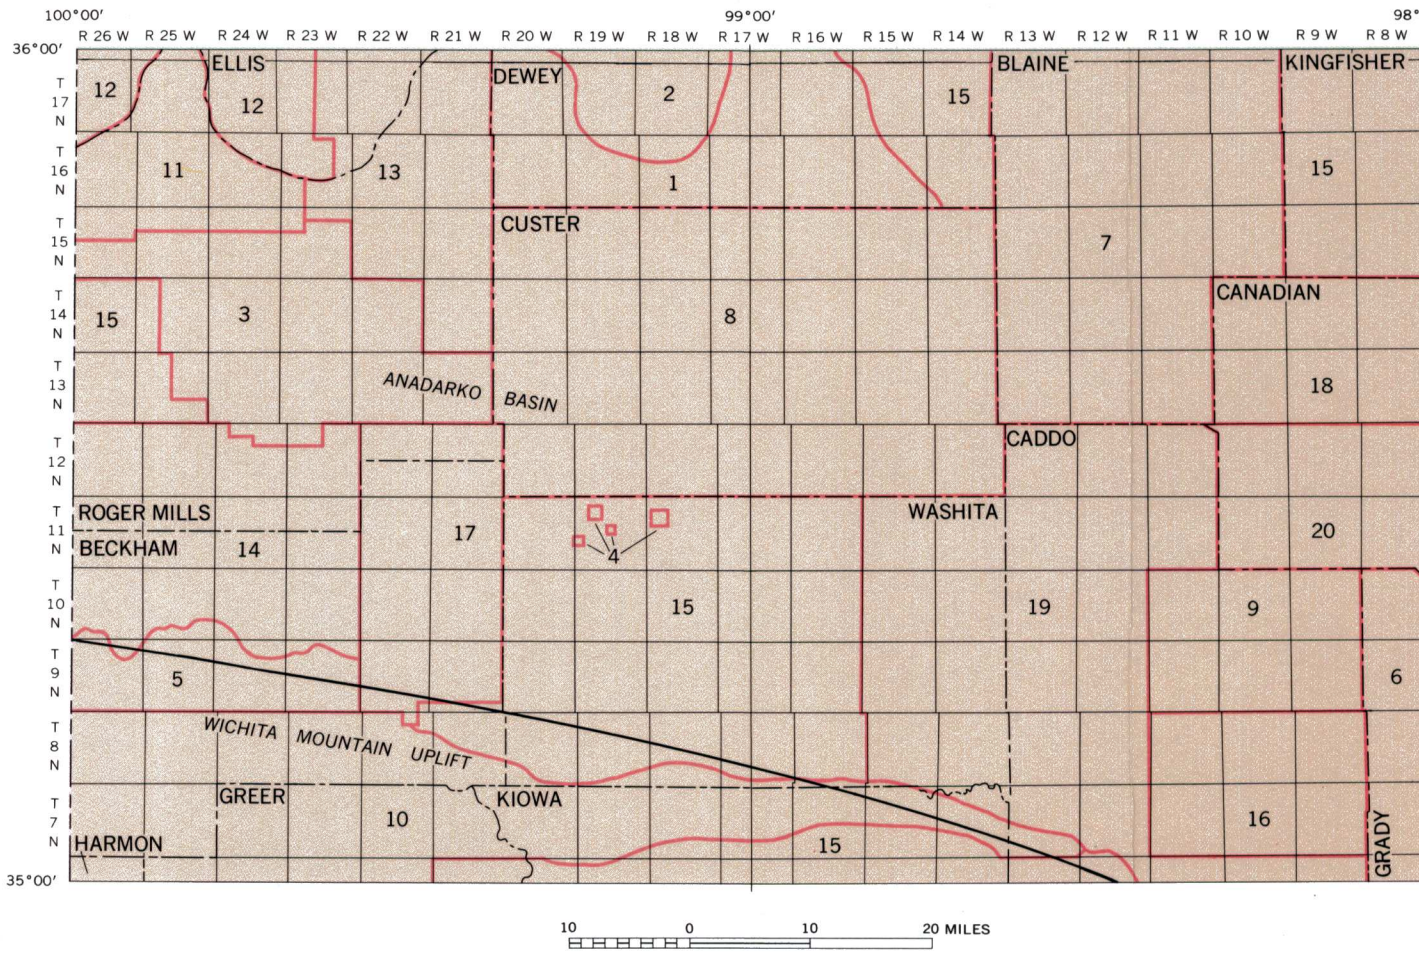 100°00' 99°00' 98°
R 26 W R 25 W R 24 W R 23 W R 22 W R 21 W R 20 W R 19 W R 18 W R 17 W R 16 W R 15 W R 14 W R 13 W R 12 W R 11 W R 10 W R 9 W R 8 W
36°00'
ELLIS DEWEY BLAINE KINGFISHER
T 17 N
12 12 2 15
T 16 N
11 13 1 15
T 15 N
CUSTER 7
T 14 N
15 3 8 CANADIAN
T 13 N
ANADARKO BASIN 18
T 12 N
CADDO
T 11 N
ROGER MILLS WASHITA
BECKHAM 14 17 4 20
T 10 N
15 19 9
T 9 N
5 6
T 8 N
WICHITA MOUNTAIN UPLIFT
T 7 N
GREER KIOWA
10 15 16
HARMON GRADY
35°00'
10 0 10 20 MILES